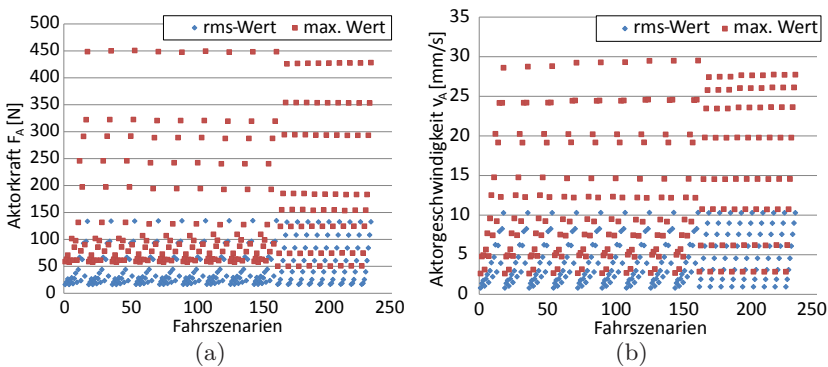 rms-Wert max. Wert
Aktorkraft F_A [N]
500
450
400
350
300
250
200
150
100
50
0
0 50 100 150 200 250
Fahrszenarien
(a)
rms-Wert max. Wert
Aktorgeschwindigkeit v_A [mm/s]
35
30
25
20
15
10
5
0
0 50 100 150 200 250
Fahrszenarien
(b)